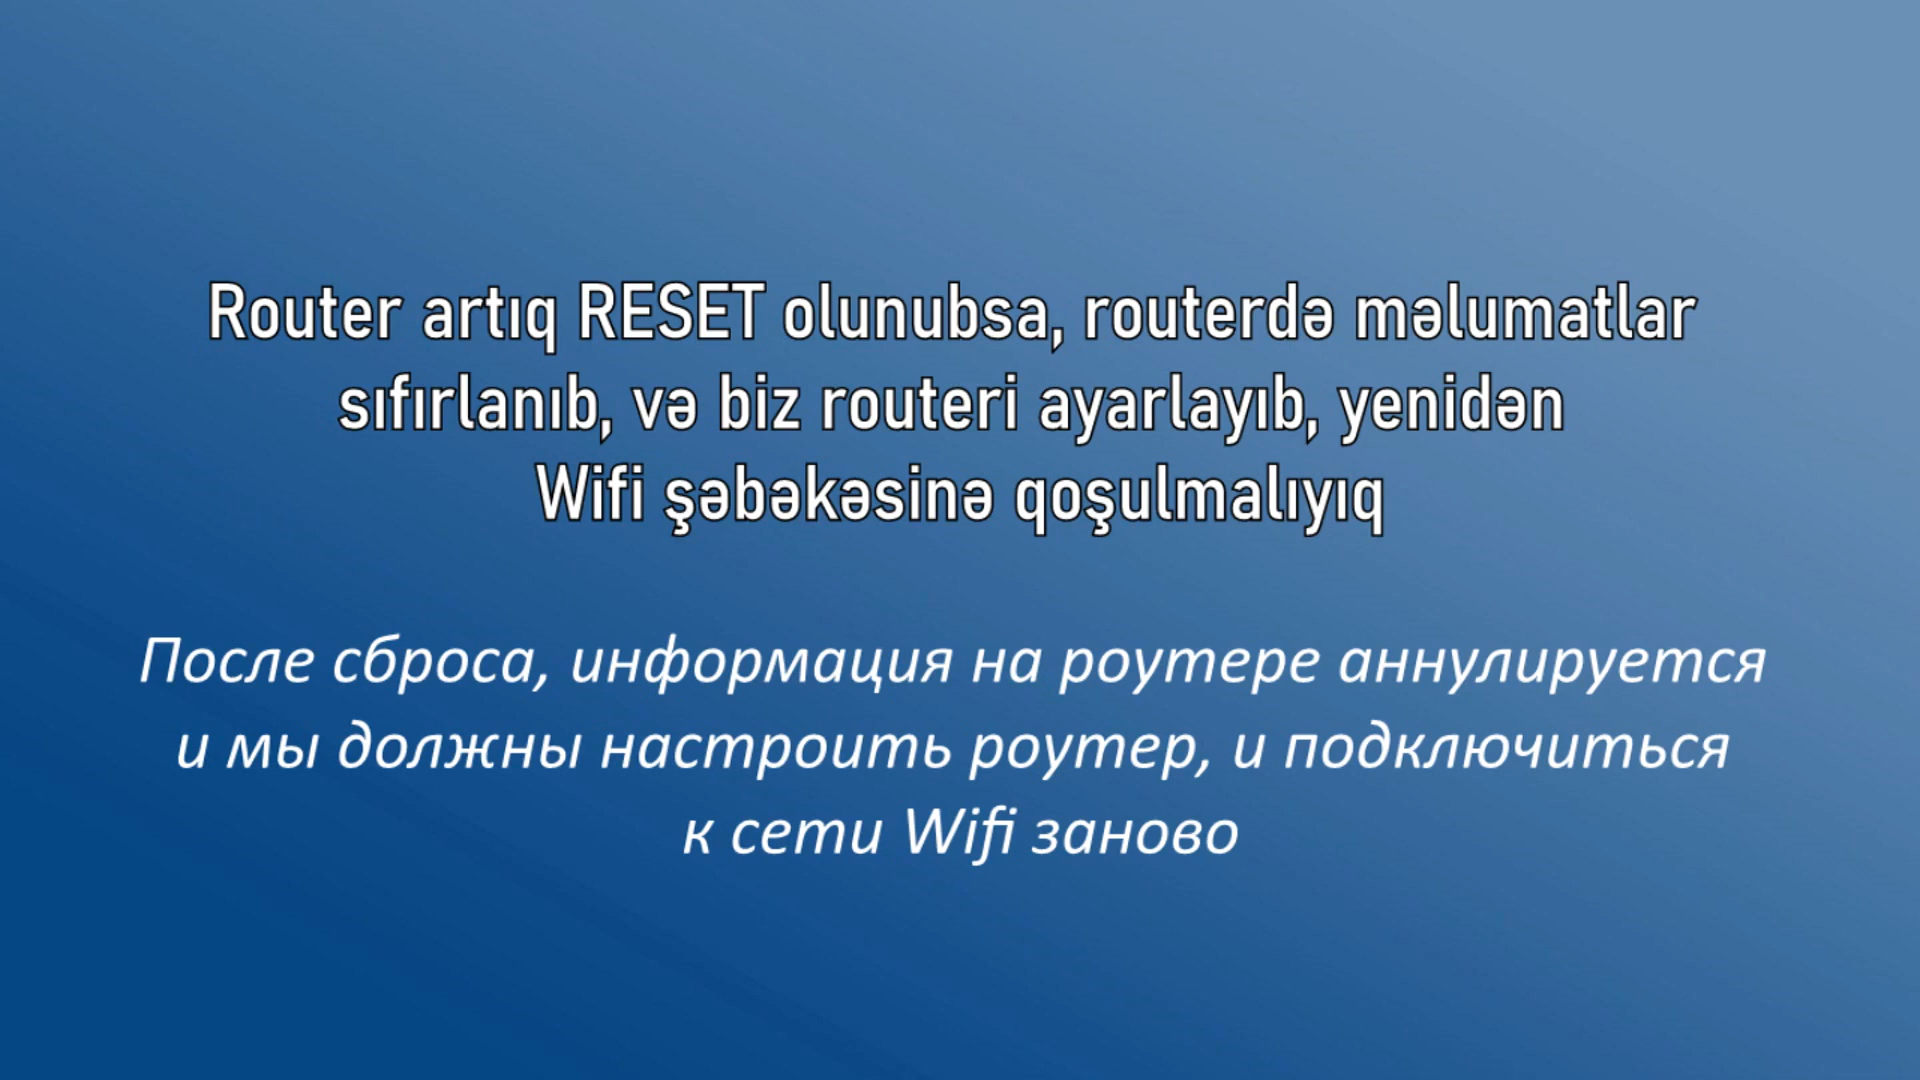 Router artıq RESET olunubsa, routerdə məlumatlar
sıfırlanıb, və biz routeri ayarlayıb, yenidən
Wifi şəbəkəsinə qoşulmalıyıq
После сброса, информация на роутере аннулируется
и мы должны настроить роутер, и подключиться
к сети Wifi заново